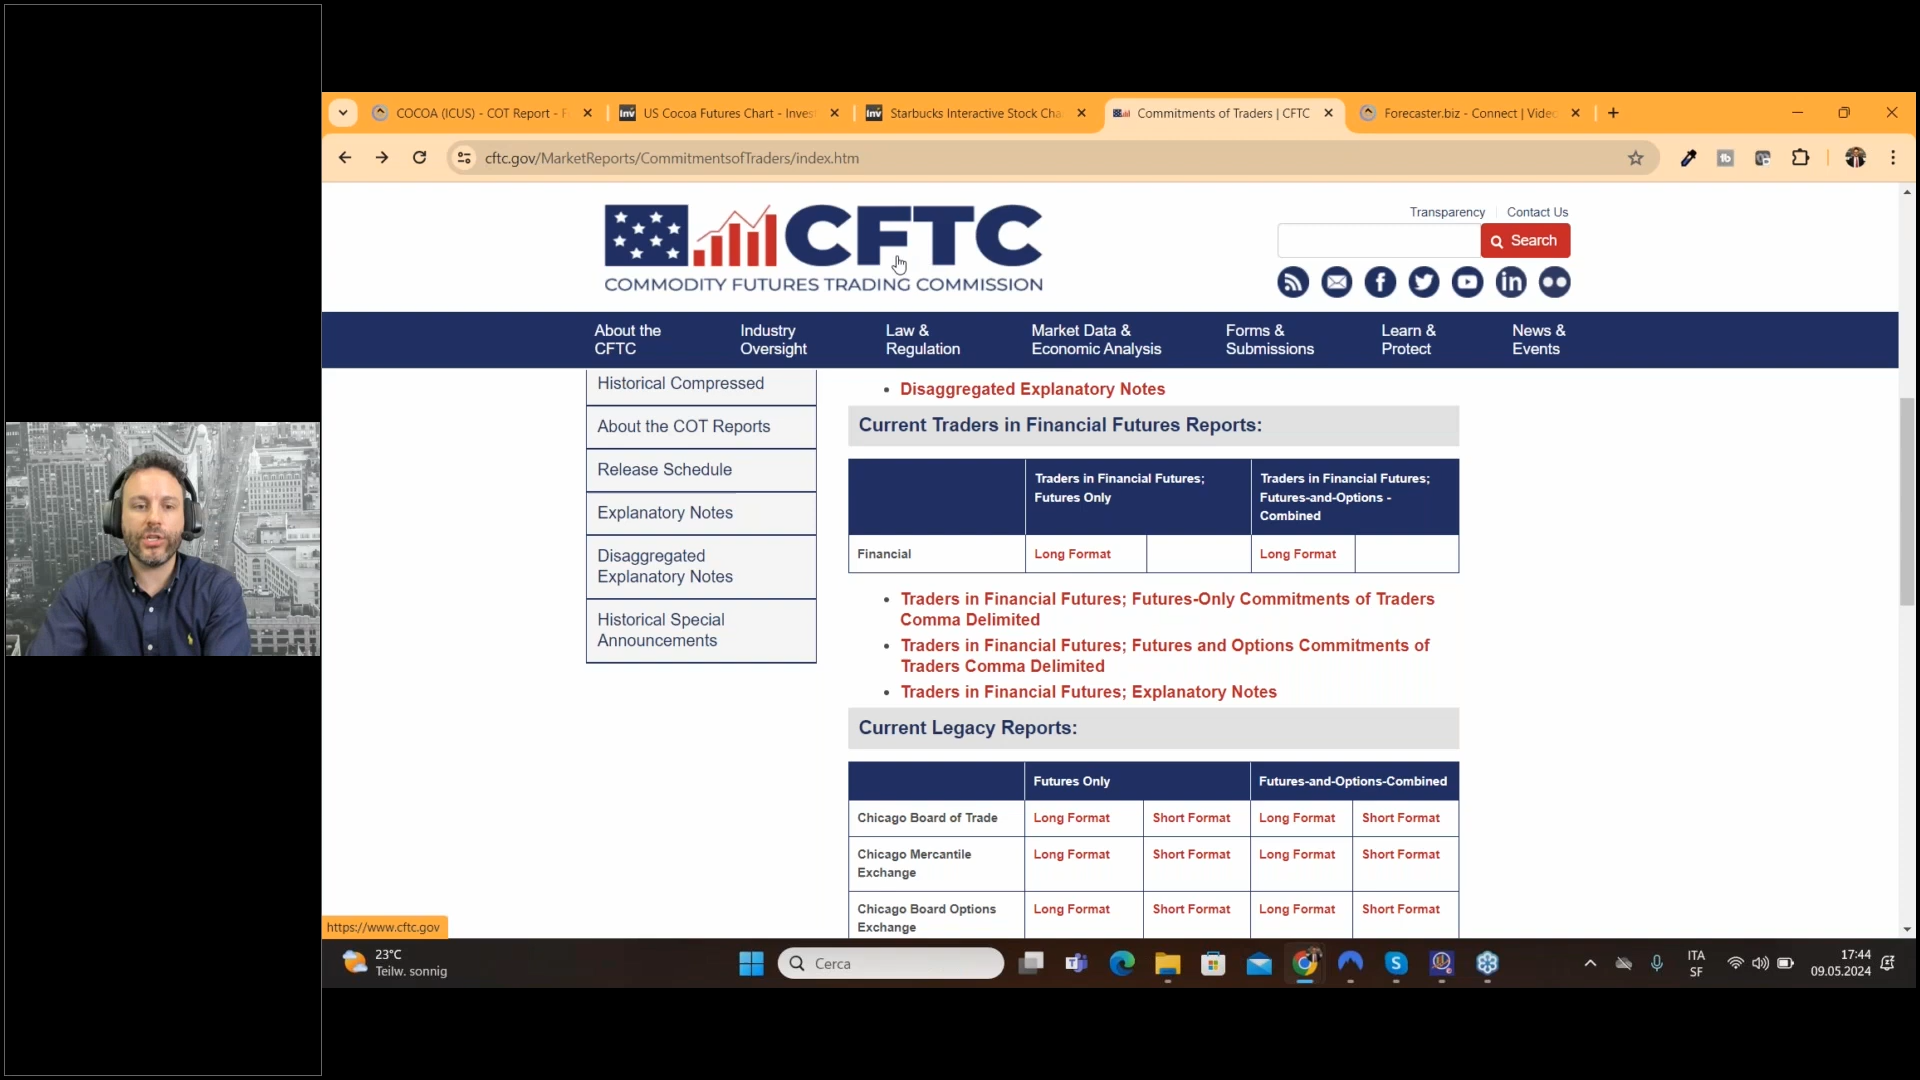 COCOA (ICUS) - COT Report - F
US Cocoa Futures Chart - Inves
Starbucks Interactive Stock Cha
Commitments of Traders | CFTC
Forecaster.biz - Connect | Video
cftc.gov/MarketReports/CommitmentsofTraders/index.htm
CFTC
COMMODITY FUTURES TRADING COMMISSION
Transparency
Contact Us
Search
About the
CFTC
Industry
Oversight
Law &
Regulation
Market Data &
Economic Analysis
Forms &
Submissions
Learn &
Protect
News &
Events
Historical Compressed
About the COT Reports
Release Schedule
Explanatory Notes
Disaggregated
Explanatory Notes
Historical Special
Announcements
Disaggregated Explanatory Notes
Current Traders in Financial Futures Reports:
Traders in Financial Futures;
Futures Only
Traders in Financial Futures;
Futures-and-Options -
Combined
Financial
Long Format
Long Format
Traders in Financial Futures; Futures-Only Commitments of Traders
Comma Delimited
Traders in Financial Futures; Futures and Options Commitments of
Traders Comma Delimited
Traders in Financial Futures; Explanatory Notes
Current Legacy Reports:
Futures Only
Futures-and-Options-Combined
Chicago Board of Trade
Long Format
Short Format
Long Format
Short Format
Chicago Mercantile
Exchange
Long Format
Short Format
Long Format
Short Format
Chicago Board Options
Exchange
Long Format
Short Format
Long Format
Short Format
https://www.cftc.gov
23°C
Teilw. sonnig
Cerca
ITA
SF
17:44
09.05.2024